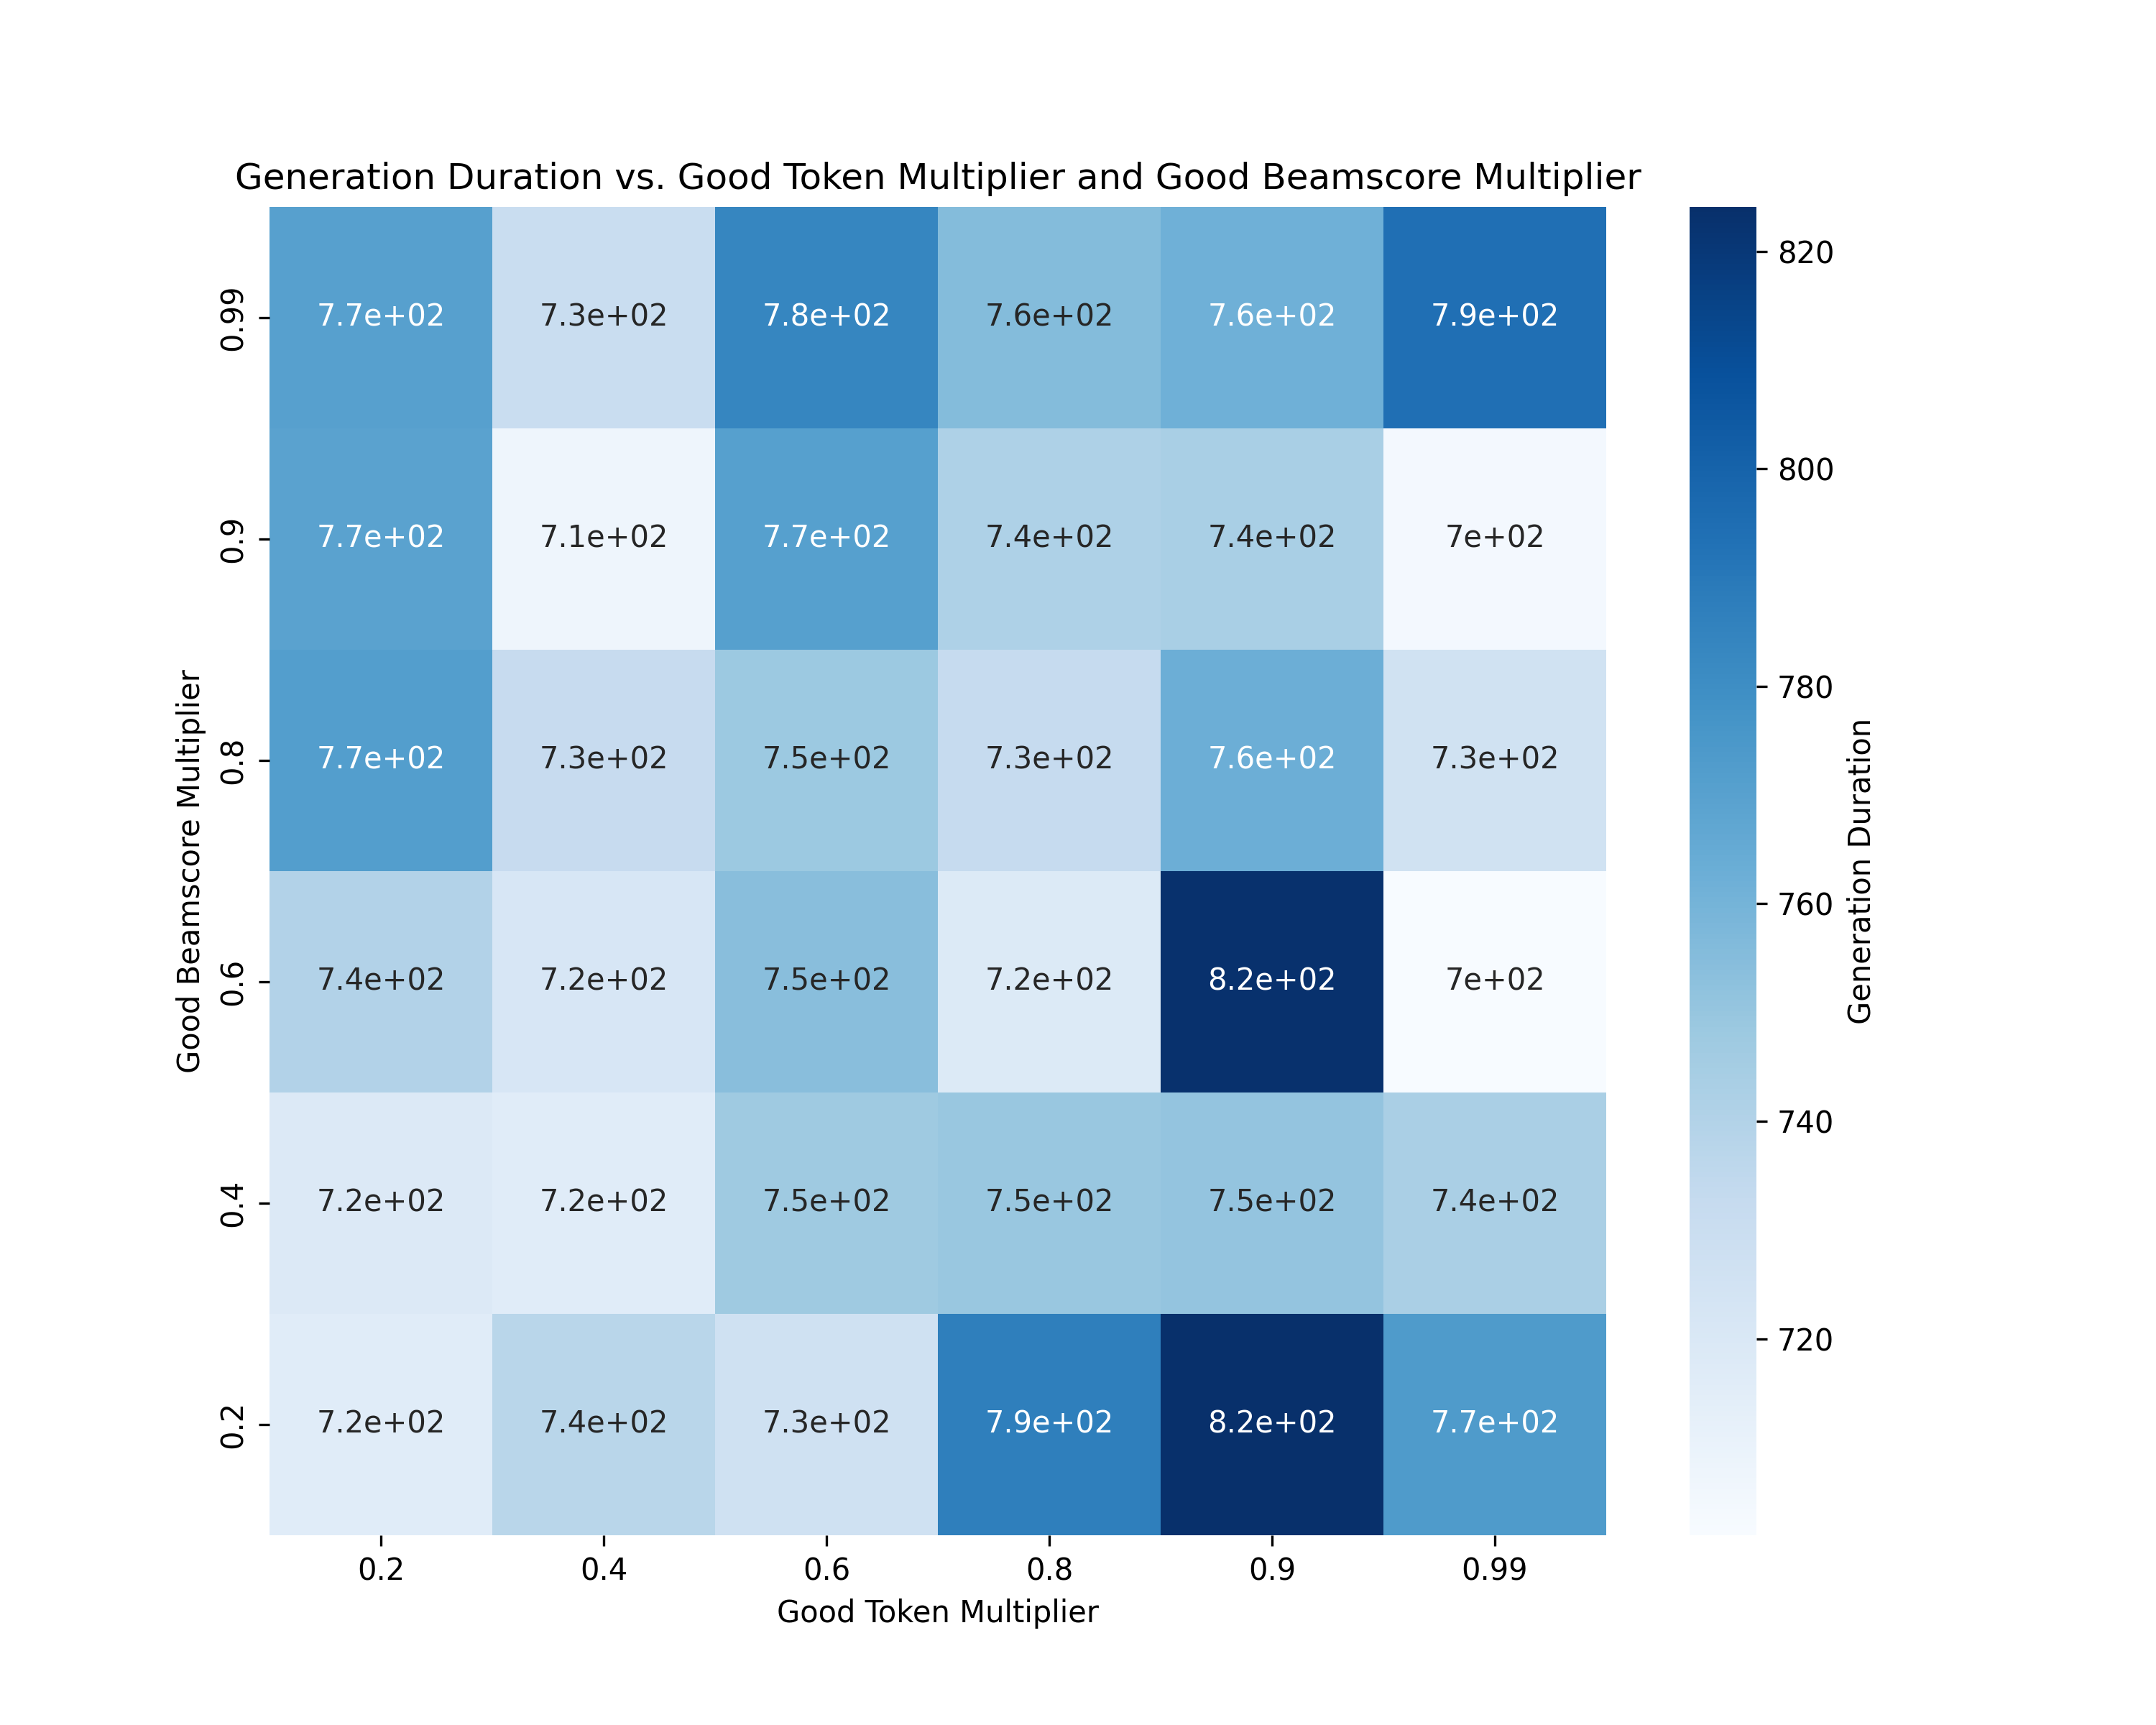 Generation Duration vs. Good Token Multiplier and Good Beamscore Multiplier
0.99 7.7e+02 7.3e+02 7.8e+02 7.6e+02 7.6e+02 7.9e+02
0.9 7.7e+02 7.1e+02 7.7e+02 7.4e+02 7.4e+02 7e+02
0.8 7.7e+02 7.3e+02 7.5e+02 7.3e+02 7.6e+02 7.3e+02
0.6 7.4e+02 7.2e+02 7.5e+02 7.2e+02 8.2e+02 7e+02
0.4 7.2e+02 7.2e+02 7.5e+02 7.5e+02 7.5e+02 7.4e+02
0.2 7.2e+02 7.4e+02 7.3e+02 7.9e+02 8.2e+02 7.7e+02
0.2 0.4 0.6 0.8 0.9 0.99
Good Token Multiplier
Good Beamscore Multiplier
820
800
780
760
740
720
Generation Duration